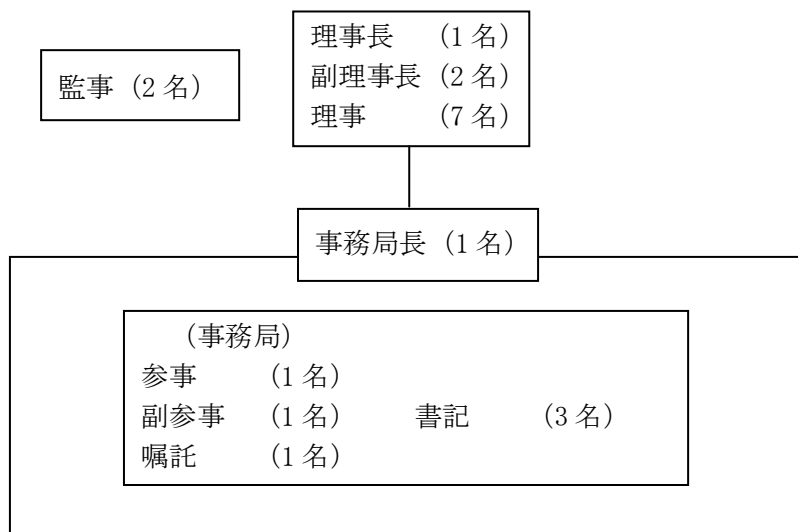 監事（2 名）
理事長　（1 名）
副理事長（2 名）
理事　　（7 名）
事務局長（1 名）
（事務局）
参事　　（1 名）
副参事　（1 名）　　書記　　（3 名）
嘱託　　（1 名）